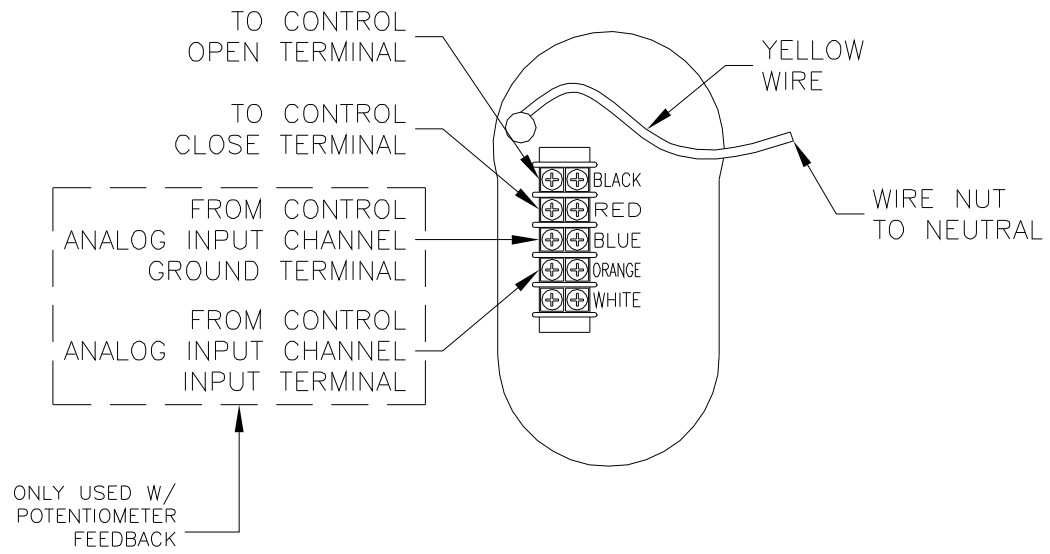 TO CONTROL
OPEN TERMINAL
TO CONTROL
CLOSE TERMINAL
FROM CONTROL
ANALOG INPUT CHANNEL
GROUND TERMINAL
FROM CONTROL
ANALOG INPUT CHANNEL
INPUT TERMINAL
ONLY USED W/
POTENTIOMETER
FEEDBACK
BLACK
RED
BLUE
ORANGE
WHITE
YELLOW
WIRE
WIRE NUT
TO NEUTRAL